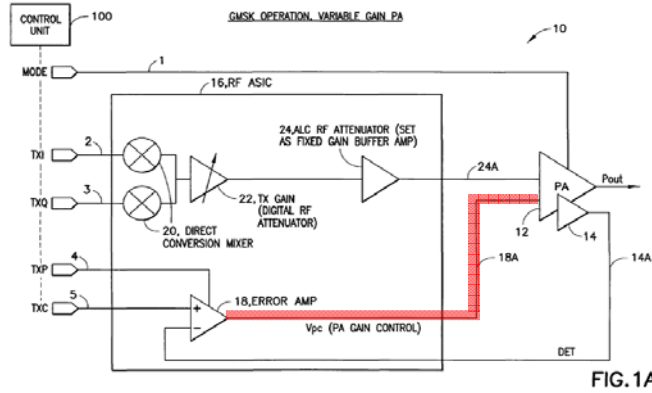 CONTROL
UNIT
100
GMSK OPERATION, VARIABLE GAIN PA
10
MODE
1
16,RF ASIC
24,ALC RF ATTENUATOR (SET
AS FIXED GAIN BUFFER AMP)
TXI
2
24A
PA
Pout
TXQ
3
22,TX GAIN
(DIGITAL RF
ATTENUATOR)
12
14
20, DIRECT
CONVERSION MIXER
TXP
4
18A
14A
TXC
5
18,ERROR AMP
+
−
Vpc (PA GAIN CONTROL)
DET
FIG.1A